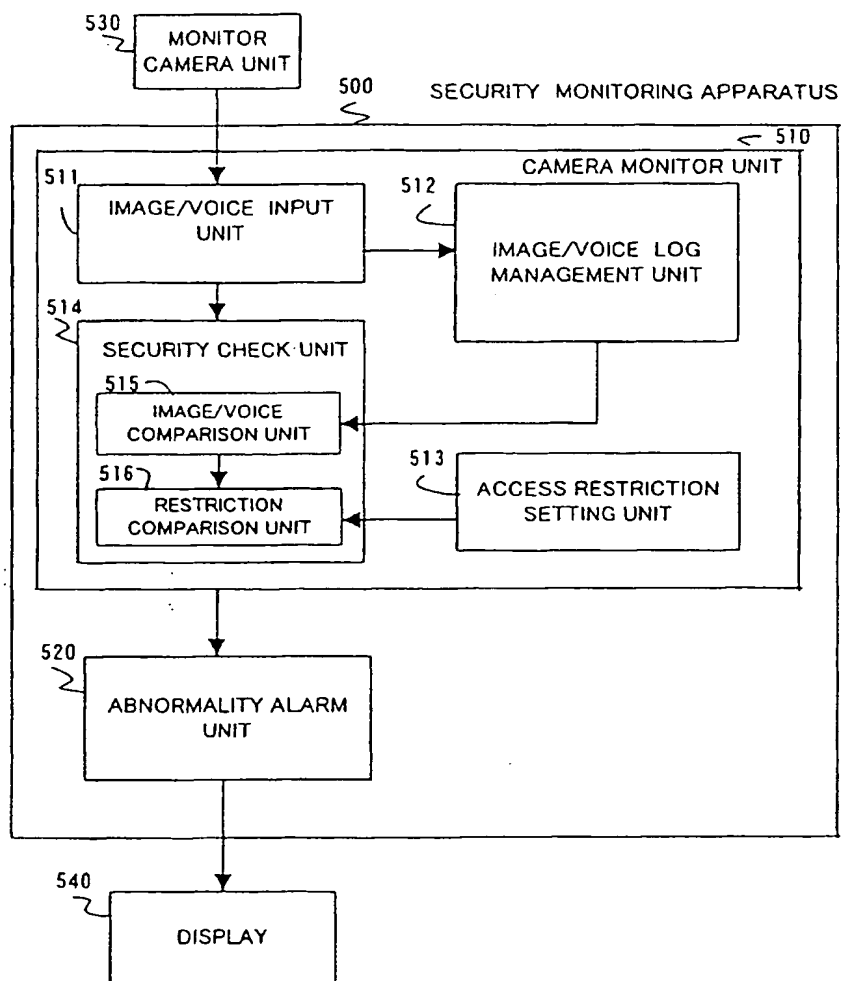 530
MONITOR
CAMERA UNIT
500
SECURITY MONITORING APPARATUS
510
CAMERA MONITOR UNIT
511
IMAGE/VOICE INPUT
UNIT
512
IMAGE/VOICE LOG
MANAGEMENT UNIT
514
SECURITY CHECK UNIT
515
IMAGE/VOICE
COMPARISON UNIT
516
RESTRICTION
COMPARISON UNIT
513
ACCESS RESTRICTION
SETTING UNIT
520
ABNORMALITY ALARM
UNIT
540
DISPLAY